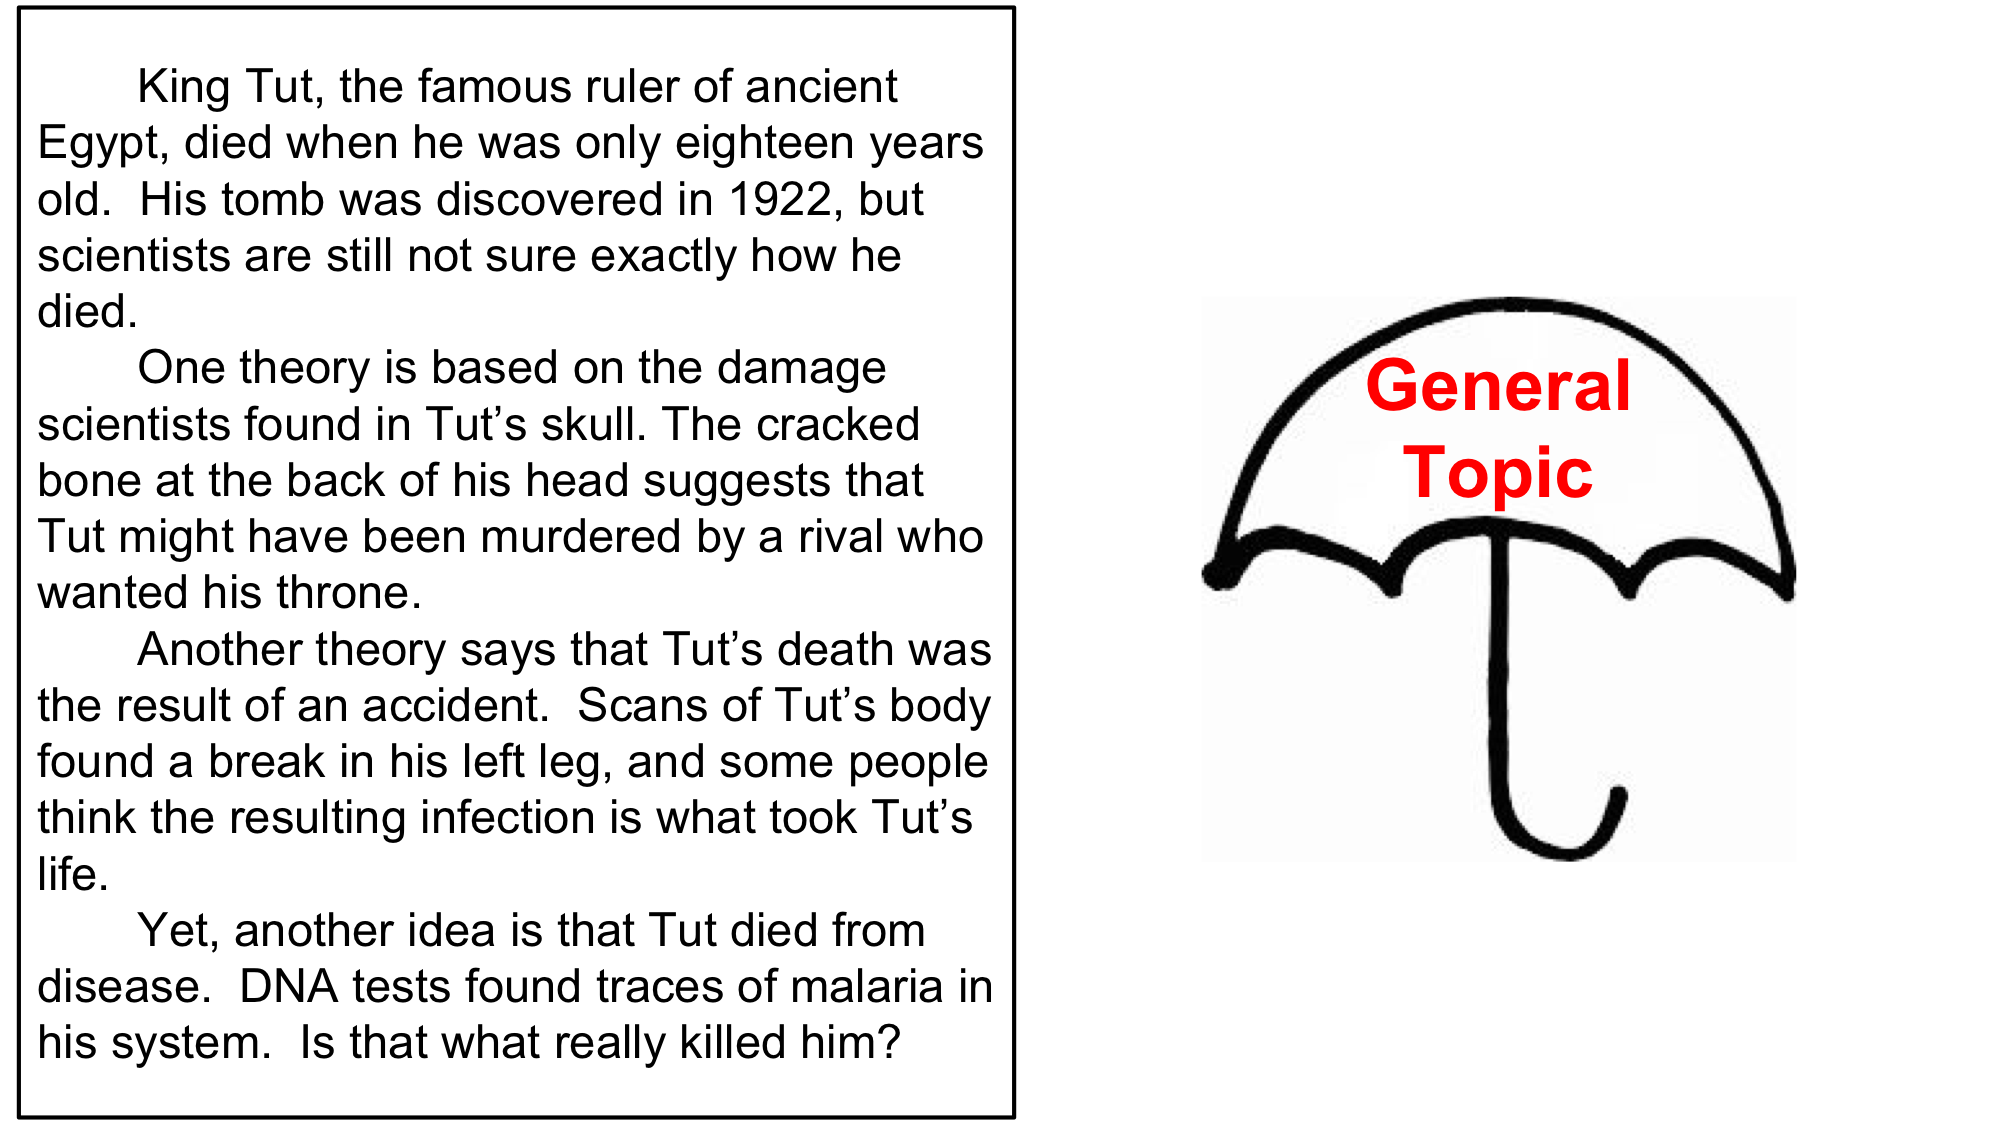 King Tut, the famous ruler of ancient
Egypt, died when he was only eighteen years
old.  His tomb was discovered in 1922, but
scientists are still not sure exactly how he
died.
One theory is based on the damage
scientists found in Tut’s skull. The cracked
bone at the back of his head suggests that
Tut might have been murdered by a rival who
wanted his throne.
Another theory says that Tut’s death was
the result of an accident.  Scans of Tut’s body
found a break in his left leg, and some people
think the resulting infection is what took Tut’s
life.
Yet, another idea is that Tut died from
disease.  DNA tests found traces of malaria in
his system.  Is that what really killed him?
General
Topic